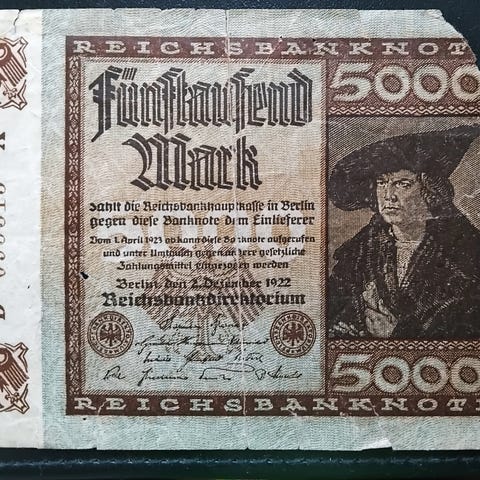 REICHSBANKNOT
5000
Fünftausend
Mark
zahlt die Reichsbankhauptkasse in Berlin
gegen diese Banknote dem Einlieferer
Vom 1. April 1923 ab kann diese Banknote aufgerufen
und unter Umtausch gegen andere gesetzliche
Zahlungsmittel eingezogen werden
Berlin, den 2. Dezember 1922
Reichsbankdirektorium
5000
REICHSBANKNOT